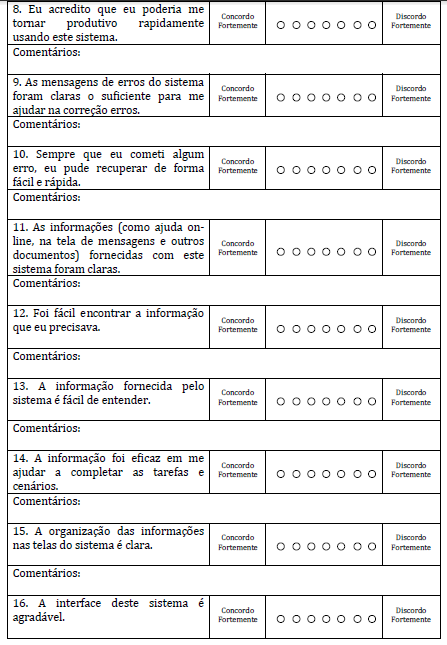 8. Eu acredito que eu poderia me
tornar produtivo rapidamente
usando este sistema.
Concordo
Fortemente
Discordo
Fortemente
Comentários:
9. As mensagens de erros do sistema
foram claras o suficiente para me
ajudar na correção erros.
Concordo
Fortemente
Discordo
Fortemente
Comentários:
10. Sempre que eu cometi algum
erro, eu pude recuperar de forma
fácil e rápida.
Concordo
Fortemente
Discordo
Fortemente
Comentários:
11. As informações (como ajuda on-
line, na tela de mensagens e outros
documentos) fornecidas com este
sistema foram claras.
Concordo
Fortemente
Discordo
Fortemente
Comentários:
12. Foi fácil encontrar a informação
que eu precisava.
Concordo
Fortemente
Discordo
Fortemente
Comentários:
13. A informação fornecida pelo
sistema é fácil de entender.
Concordo
Fortemente
Discordo
Fortemente
Comentários:
14. A informação foi eficaz em me
ajudar a completar as tarefas e
cenários.
Concordo
Fortemente
Discordo
Fortemente
Comentários:
15. A organização das informações
nas telas do sistema é clara.
Concordo
Fortemente
Discordo
Fortemente
Comentários:
16. A interface deste sistema é
agradável.
Concordo
Fortemente
Discordo
Fortemente